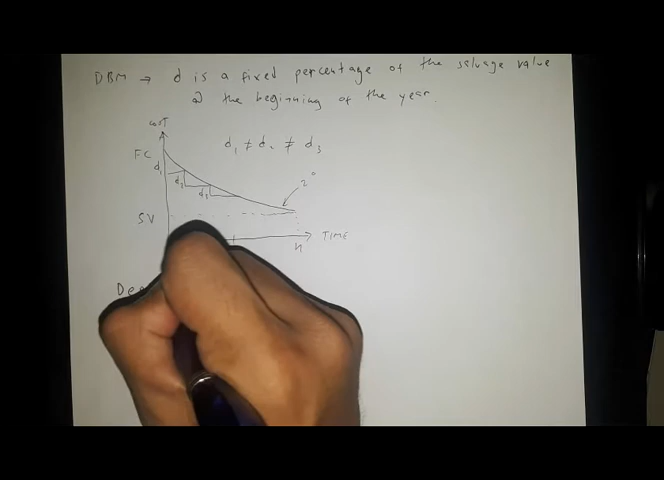 DBM → d is a fixed percentage of the salvage value
@ the beginning of the year.
COST
d₁ ≠ d₂ ≠ d₃
FC
d₁
d₂
d₃
2°
SV
n
TIME